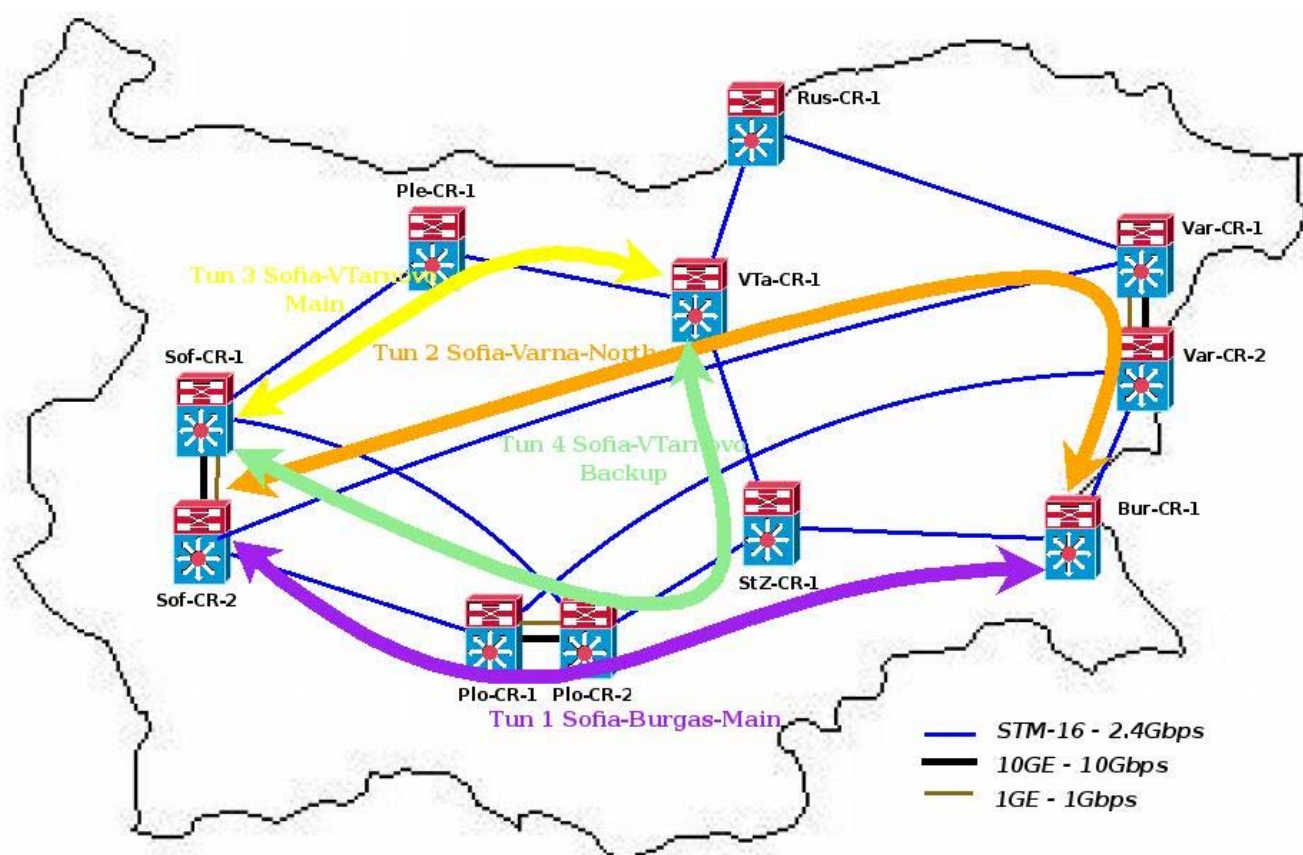 Rus-CR-1
Ple-CR-1
Var-CR-1
Tun 3 Sofia-VTarnovo
Main
VTa-CR-1
Tun 2 Sofia-Varna-North
Sof-CR-1
Var-CR-2
Tun 4 Sofia-VTarnovo
Backup
Bur-CR-1
StZ-CR-1
Sof-CR-2
Plo-CR-1
Plo-CR-2
Tun 1 Sofia-Burgas-Main
STM-16 - 2.4Gbps
10GE - 10Gbps
1GE - 1Gbps